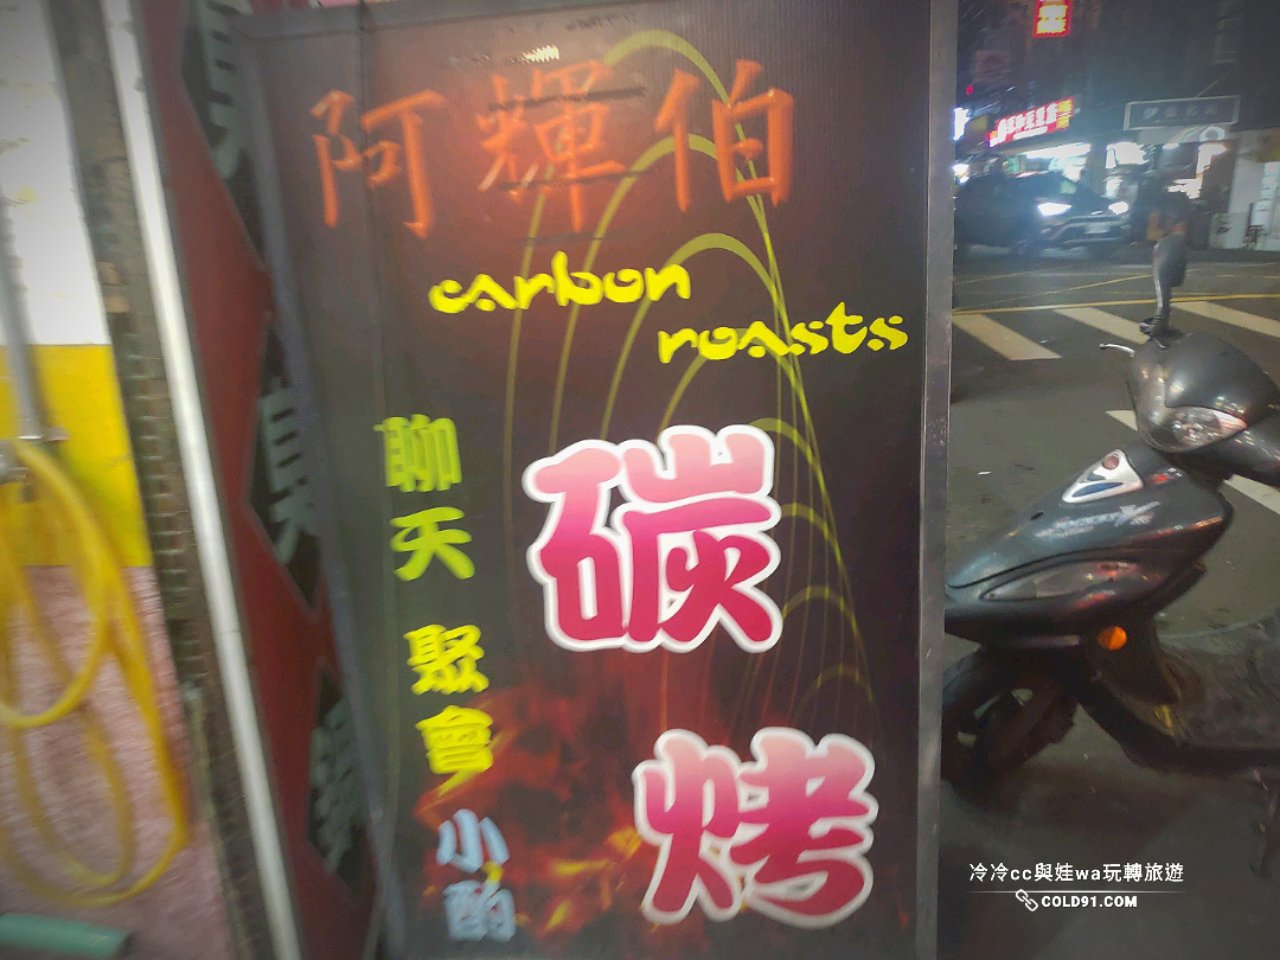 阿輝伯
carbon
roasts
碳
烤
聊天 聚會 小酌
冷冷cc與娃wa玩轉旅遊
COLD91.COM